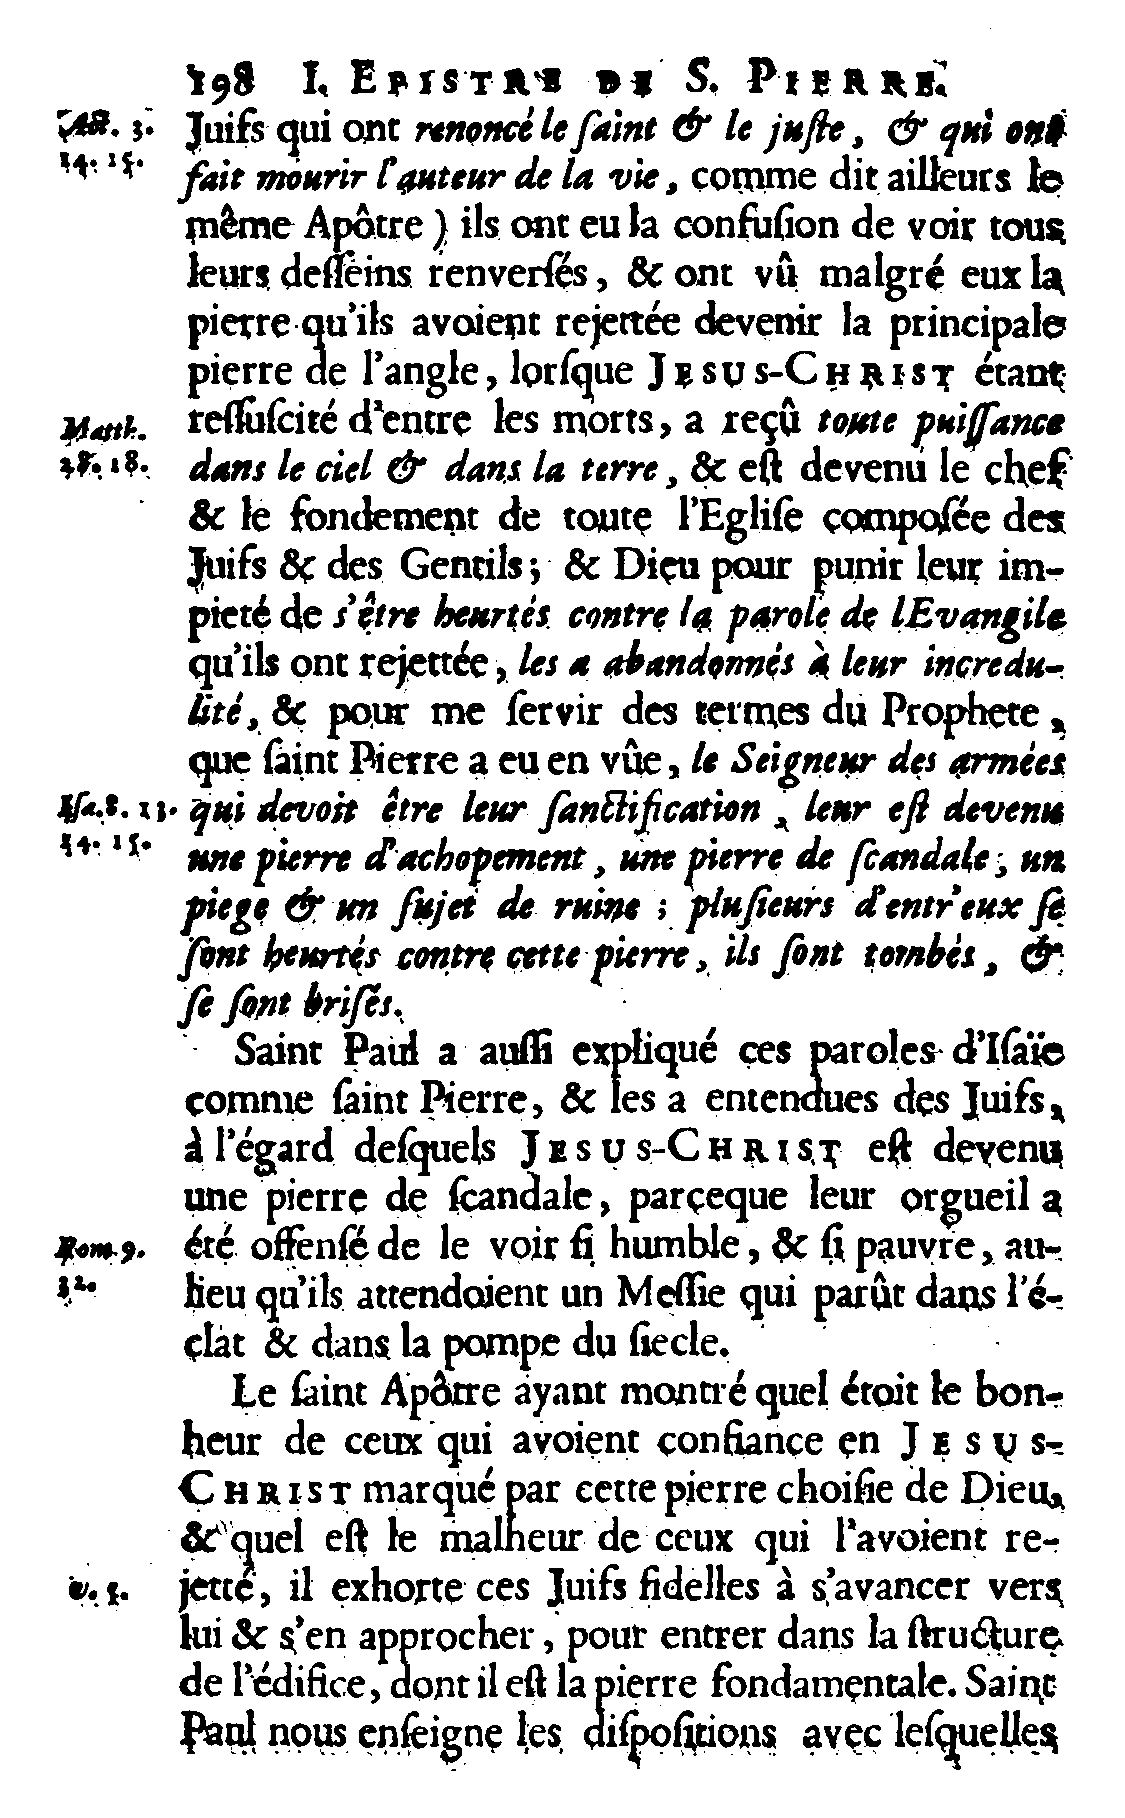 198 I. EPISTRE DE S. PIERRE.
Act. 3. Juifs qui ont renoncé le ſaint & le juſte, & qui ont
14. 15. fait mourir l'auteur de la vie, comme dit ailleurs le
même Apôtre) ils ont eu la confuſion de voir tous
leurs deſſeins renverſés, & ont vû malgré eux la
pierre qu'ils avoient rejettée devenir la principale
pierre de l'angle, lorſque JESUS-CHRIST étant
Matth. reſſuſcité d'entre les morts, a reçû toute puiſſance
28. 18. dans le ciel & dans la terre, & eſt devenu le chef
& le fondement de toute l'Egliſe compoſée des
Juifs & des Gentils; & Dieu pour punir leur im-
pieté de s'être heurtés contre la parole de lEvangile
qu'ils ont rejettée, les a abandonnés à leur incredu-
lité, & pour me ſervir des termes du Prophete,
que ſaint Pierre a eu en vûe, le Seigneur des armées
Iſa. 8. 13. qui devoit être leur ſanctification, leur eſt devenu
14. 15. une pierre d'achopement, une pierre de ſcandale, un
piege & un ſujet de ruine; pluſieurs d'entr'eux ſe
ſont heurtés contre cette pierre, ils ſont tombés, &
ſe ſont briſés.
Saint Paul a auſſi expliqué ces paroles d'Iſaïe
comme ſaint Pierre, & les a entendues des Juifs,
à l'égard deſquels JESUS-CHRIST eſt devenu
une pierre de ſcandale, parceque leur orgueil a
Rom. 9. été offenſé de le voir ſi humble, & ſi pauvre, au-
32. lieu qu'ils attendoient un Meſſie qui parût dans l'é-
clat & dans la pompe du ſiecle.
Le ſaint Apôtre ayant montré quel étoit le bon-
heur de ceux qui avoient confiance en JESUS-
CHRIST marqué par cette pierre choiſie de Dieu,
& quel eſt le malheur de ceux qui l'avoient re-
v. 5. jetté, il exhorte ces Juifs fidelles à s'avancer vers
lui & s'en approcher, pour entrer dans la ſtructure
de l'édifice, dont il eſt la pierre fondamentale. Saint
Paul nous enſeigne les diſpoſitions avec leſquelles